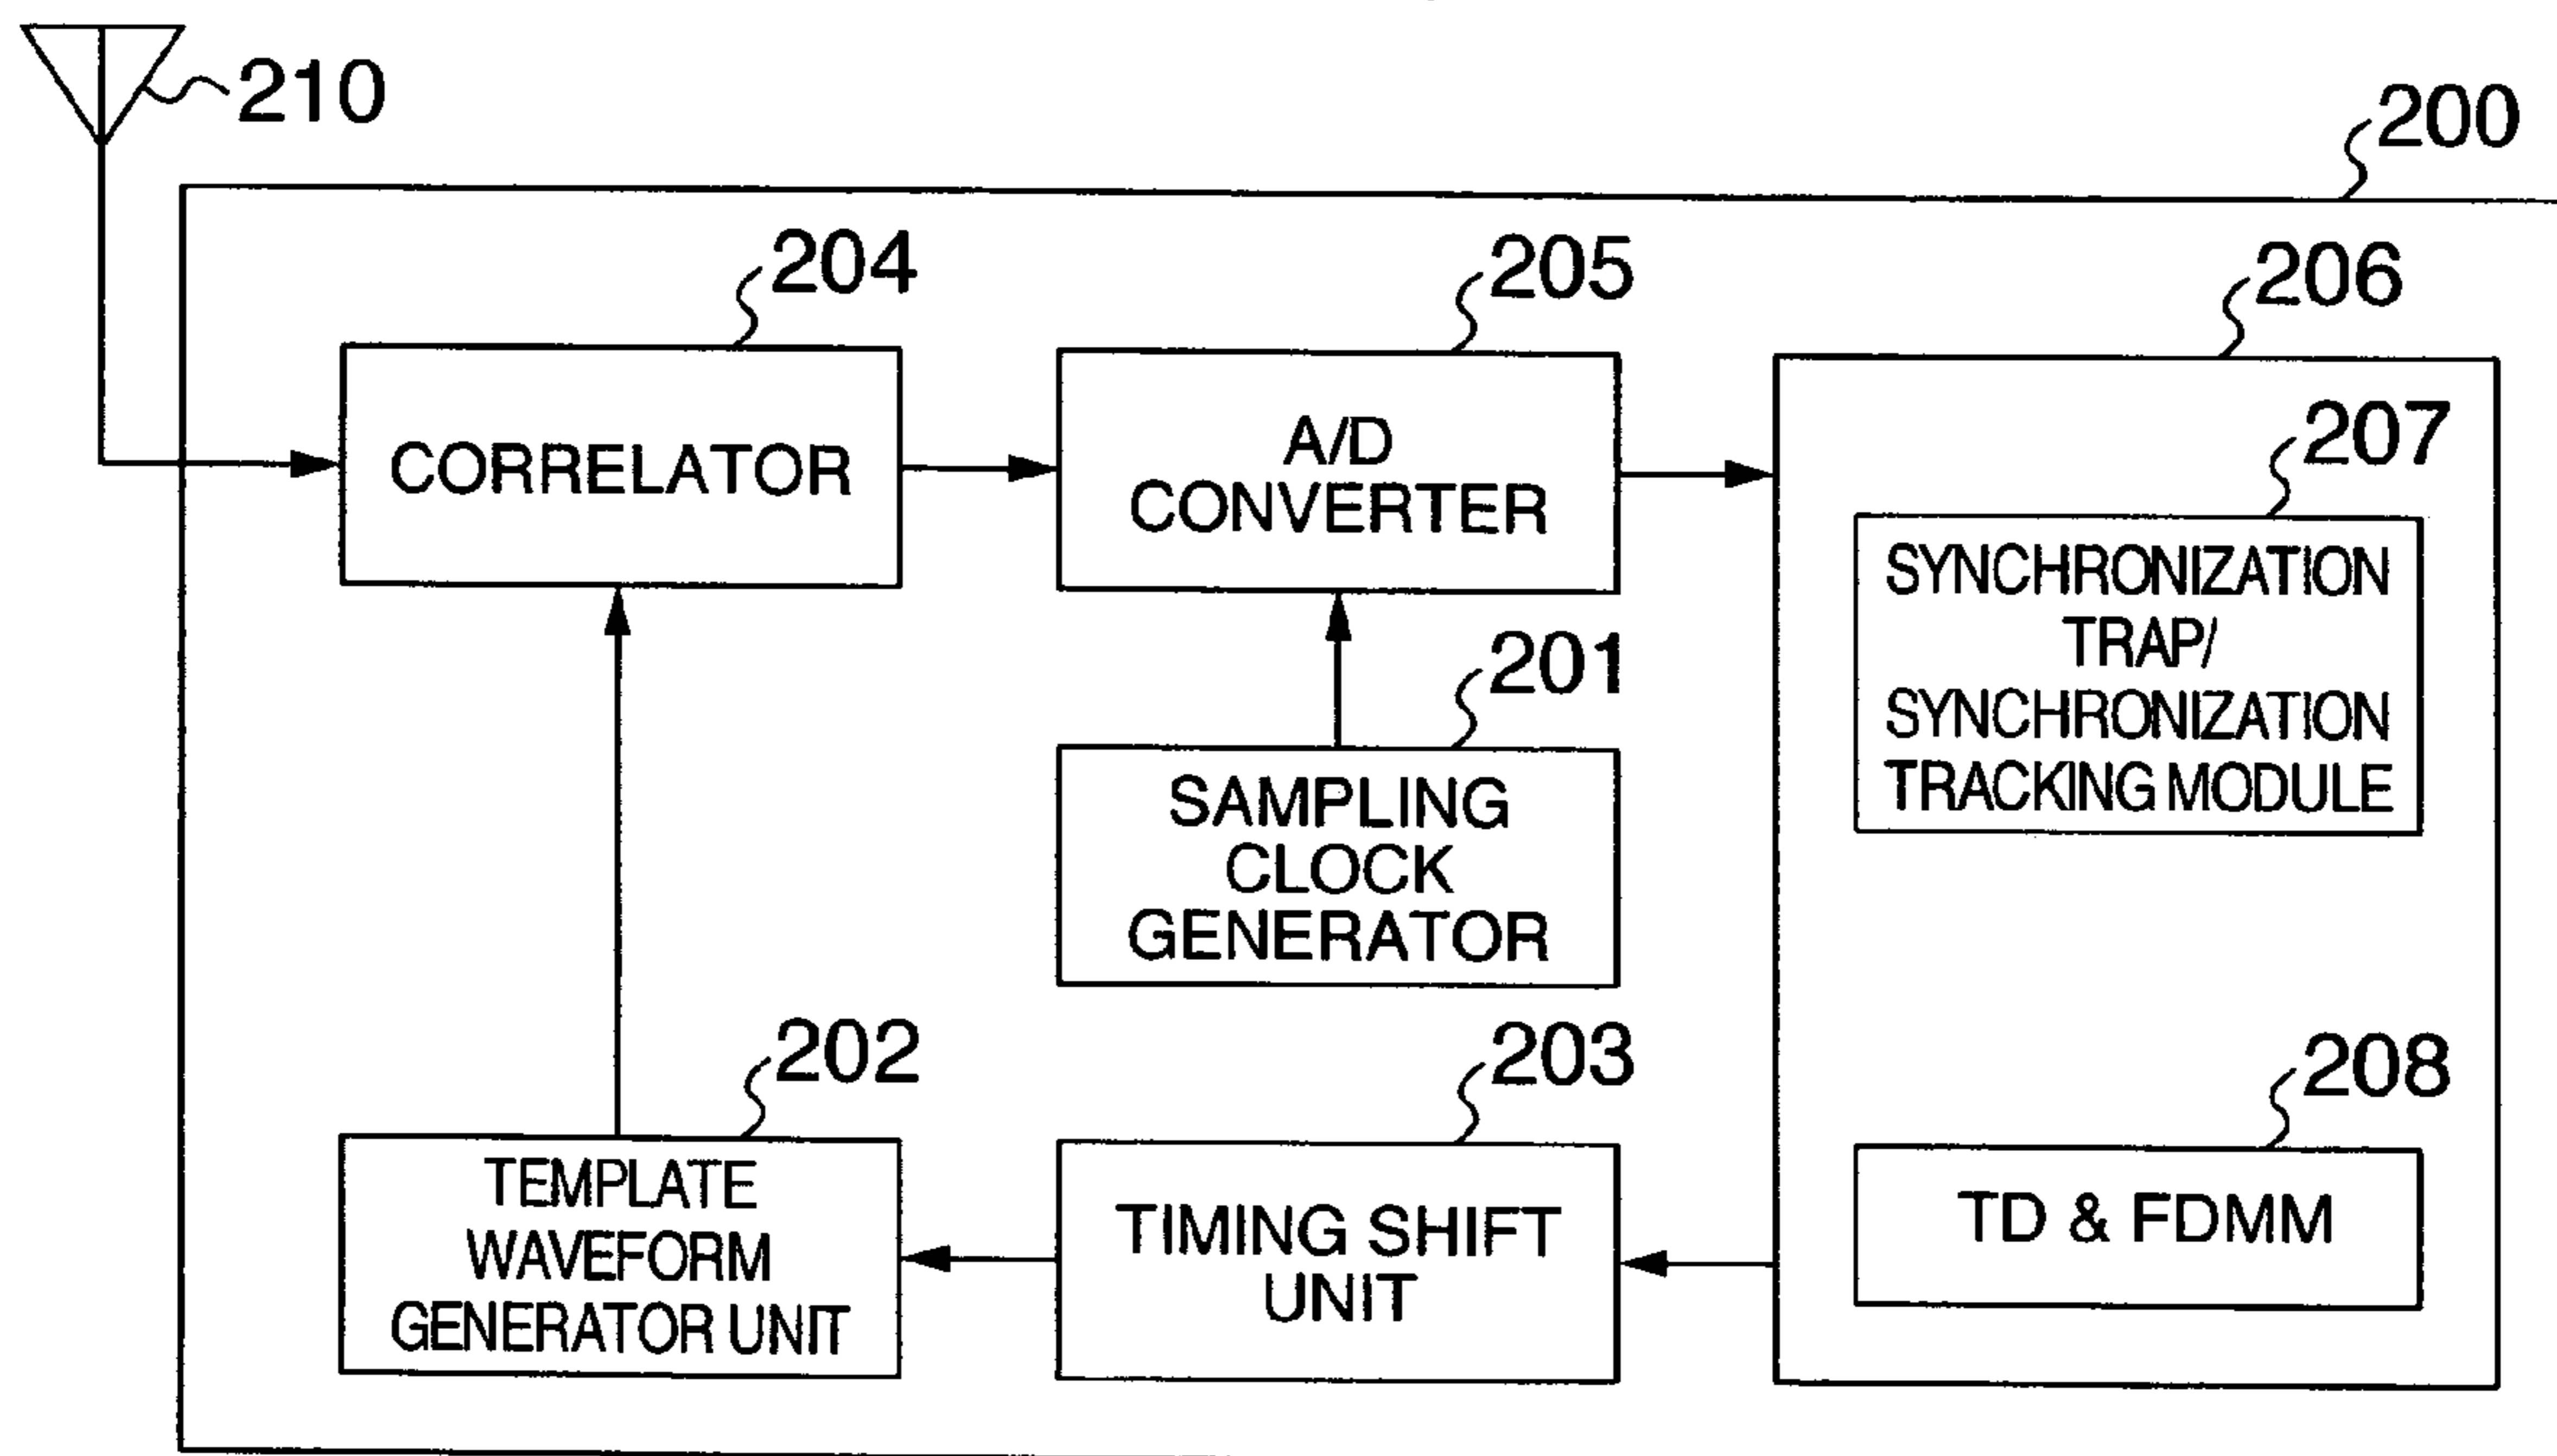 210
200
204
205
206
CORRELATOR
A/D
CONVERTER
207
SYNCHRONIZATION
TRAP/
SYNCHRONIZATION
TRACKING MODULE
201
SAMPLING
CLOCK
GENERATOR
202
203
208
TEMPLATE
WAVEFORM
GENERATOR UNIT
TIMING SHIFT
UNIT
TD & FDMM